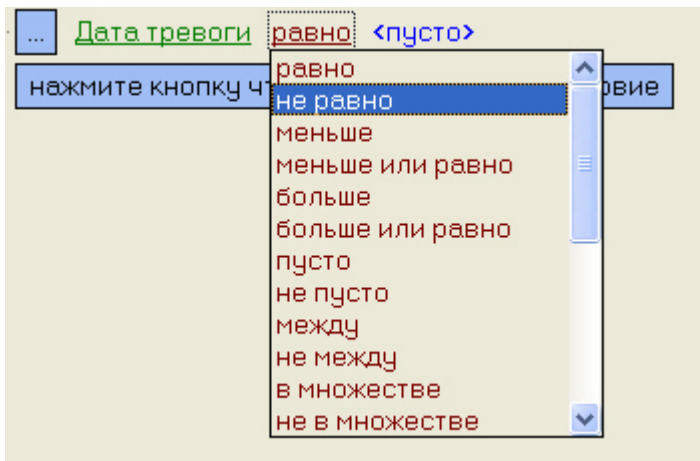 ... Дата тревоги равно <пусто>
нажмите кнопку
равно
не равно
меньше
меньше или равно
больше
больше или равно
пусто
не пусто
между
не между
в множестве
не в множестве